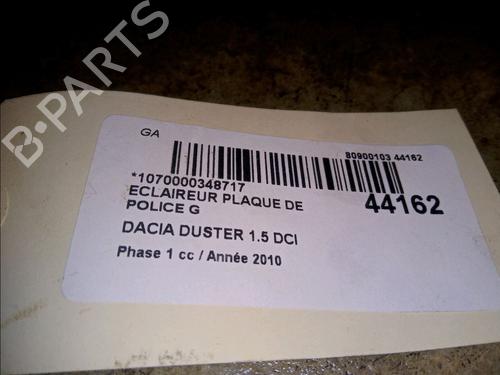 B-PARTS
GA
80900103 44162
*1070000348717
ECLAIREUR PLAQUE DE
POLICE G
44162
DACIA DUSTER 1.5 DCI
Phase 1 cc / Année 2010